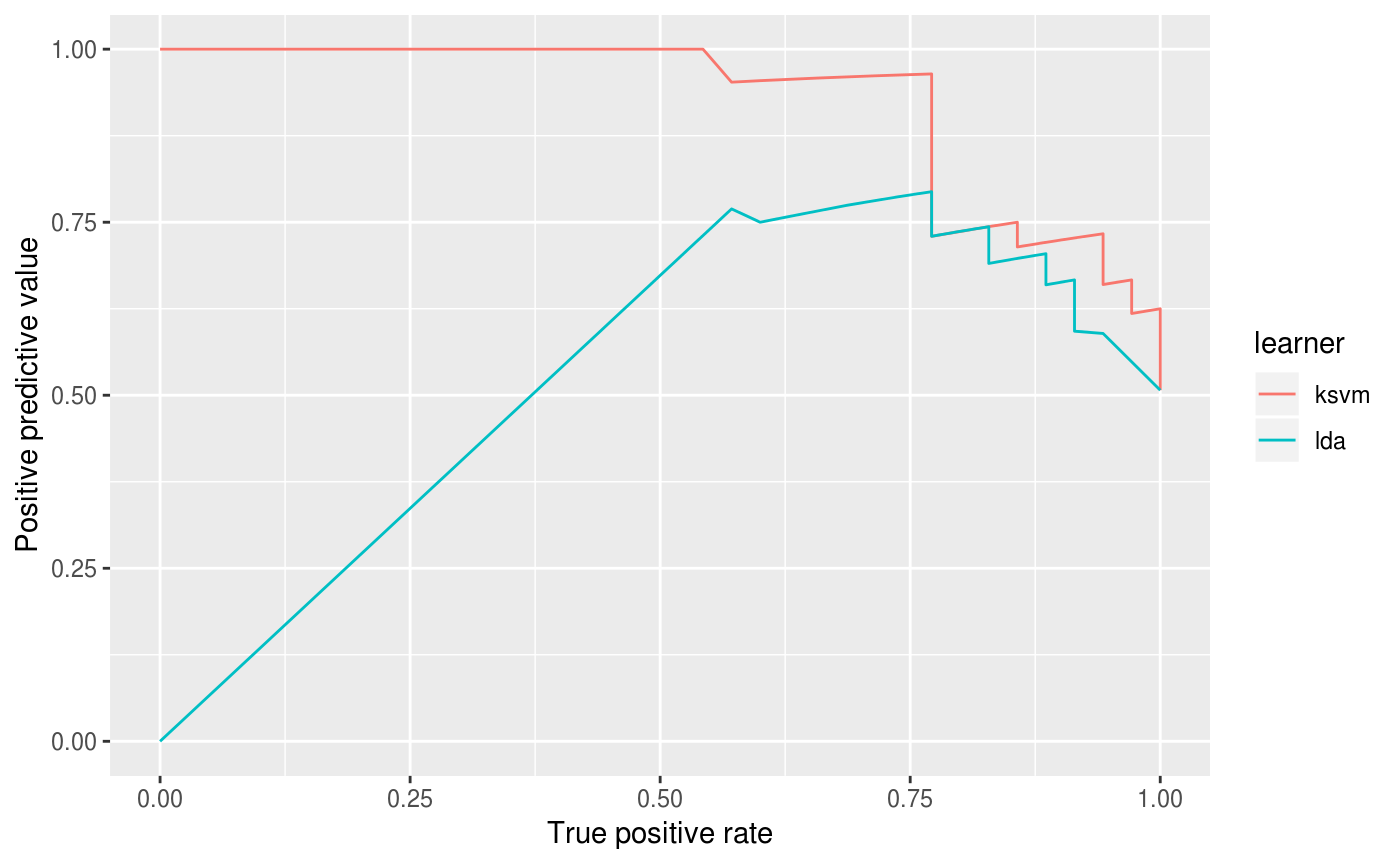 1.00
0.75
0.50
0.25
0.00
Positive predictive value
0.00 0.25 0.50 0.75 1.00
True positive rate
learner
ksvm
lda